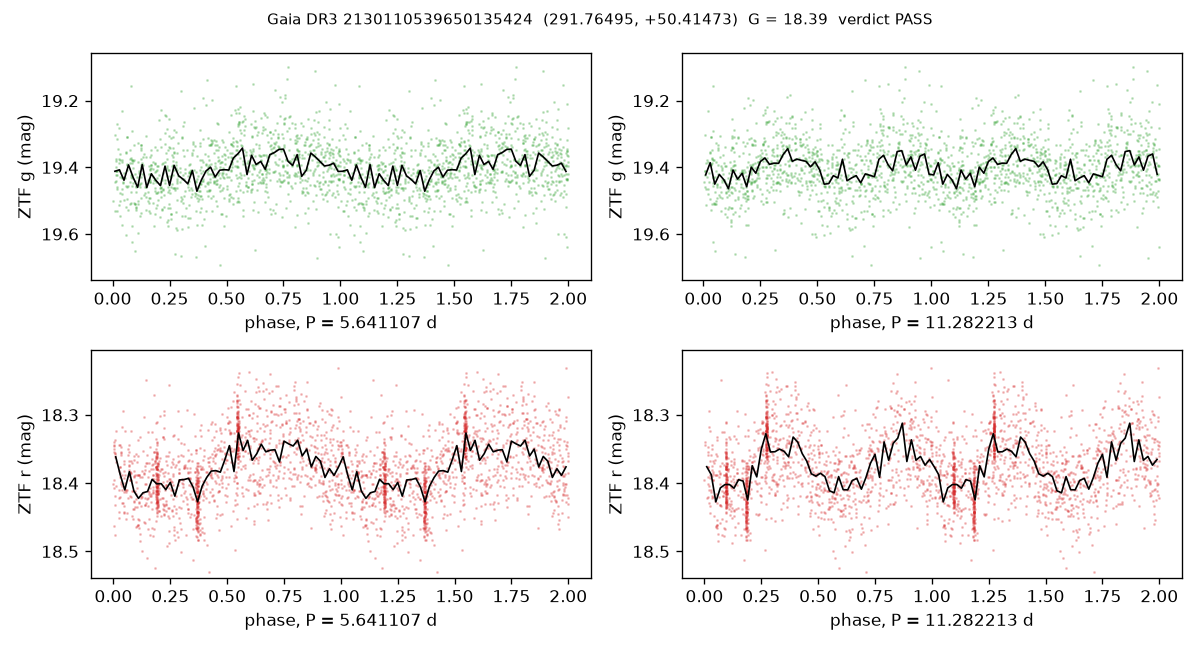 Gaia DR3 2130110539650135424 (291.76495, +50.41473) G = 18.39 verdict PASS
ZTF g (mag)
19.2
19.4
19.6
0.00 0.25 0.50 0.75 1.00 1.25 1.50 1.75 2.00
phase, P = 5.641107 d
ZTF g (mag)
19.2
19.4
19.6
0.00 0.25 0.50 0.75 1.00 1.25 1.50 1.75 2.00
phase, P = 11.282213 d
ZTF r (mag)
18.3
18.4
18.5
0.00 0.25 0.50 0.75 1.00 1.25 1.50 1.75 2.00
phase, P = 5.641107 d
ZTF r (mag)
18.3
18.4
18.5
0.00 0.25 0.50 0.75 1.00 1.25 1.50 1.75 2.00
phase, P = 11.282213 d